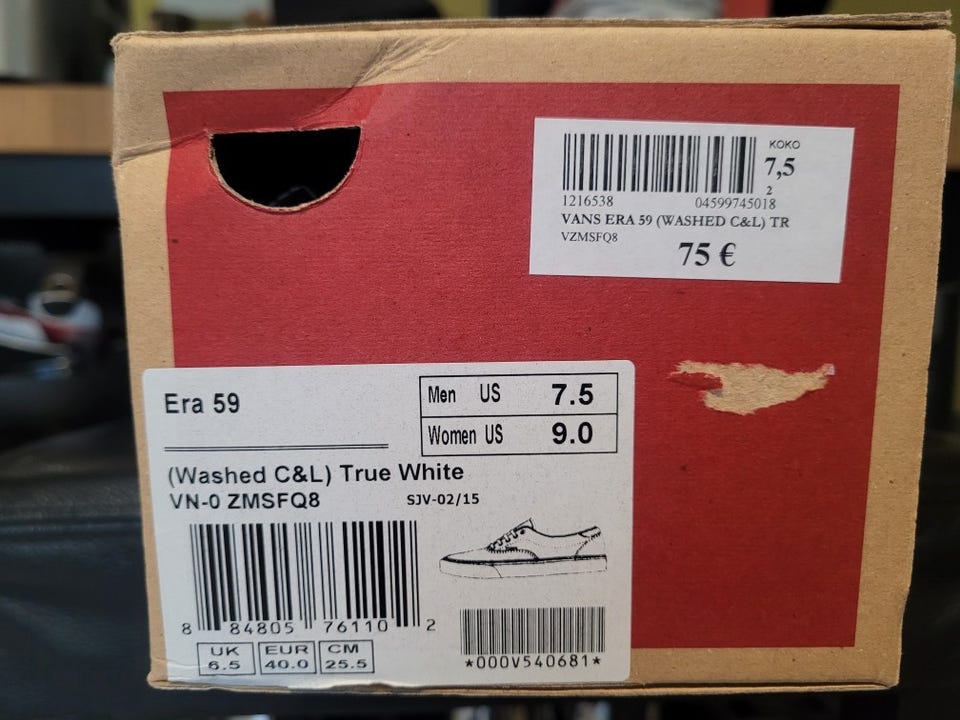 KOKO
7,5
2
1216538 04599745018
VANS ERA 59 (WASHED C&L) TR
VZMSFQ8
75 €
Era 59
Men US 7.5
Women US 9.0
(Washed C&L) True White
VN-0 ZMSFQ8 SJV-02/15
8 84805 76110 2
UK EUR CM
6.5 40.0 25.5
*000V540681*